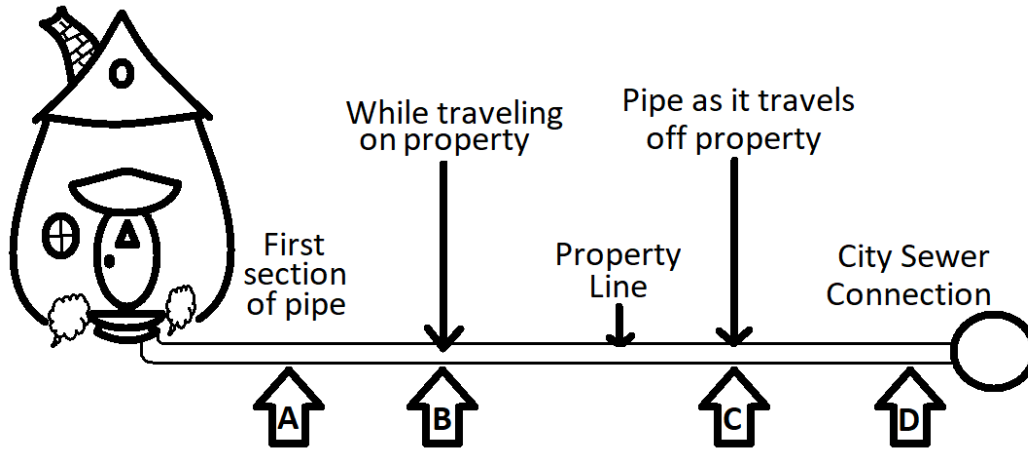 While traveling
on property
Pipe as it travels
off property
First
section
of pipe
Property
Line
City Sewer
Connection
A
B
C
D